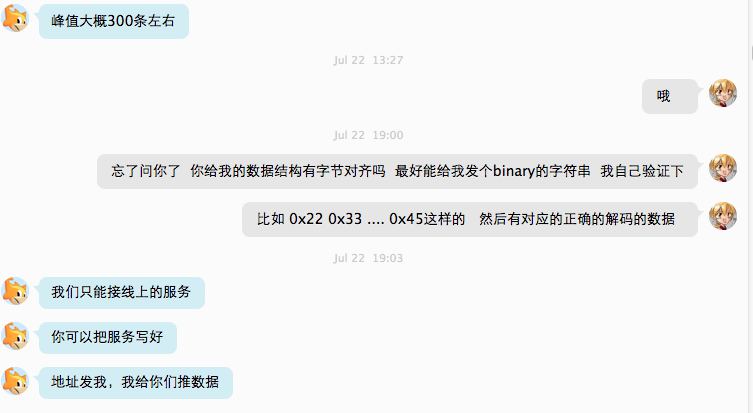 峰值大概300条左右
Jul 22 13:27
哦
Jul 22 19:00
忘了问你了 你给我的数据结构有字节对齐吗 最好能给我发个binary的字符串 我自己验证下
比如 0x22 0x33 .... 0x45这样的 然后有对应的正确的解码的数据
Jul 22 19:03
我们只能接线上的服务
你可以把服务写好
地址发我，我给你们推数据